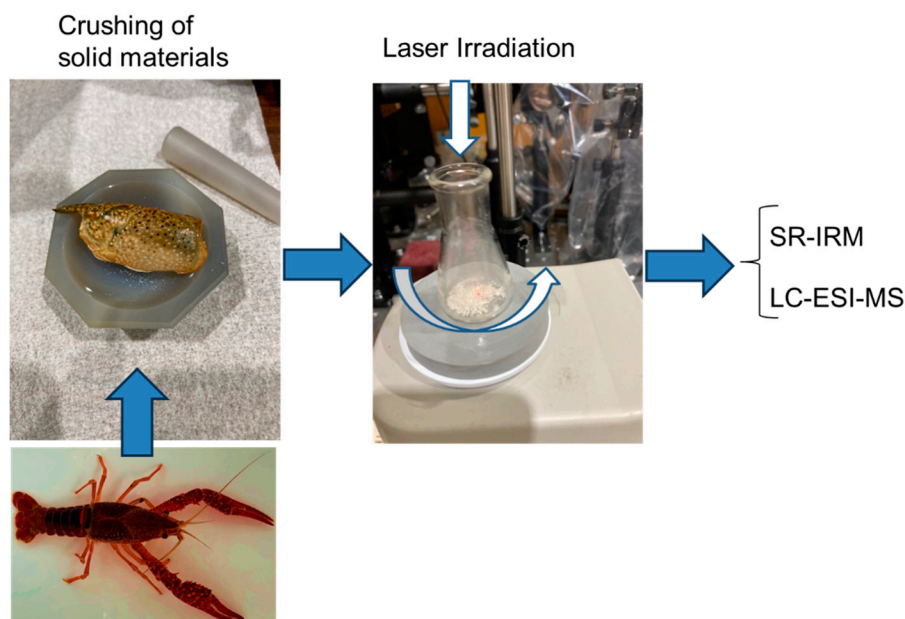 Crushing of
solid materials
Laser Irradiation
SR-IRM
LC-ESI-MS